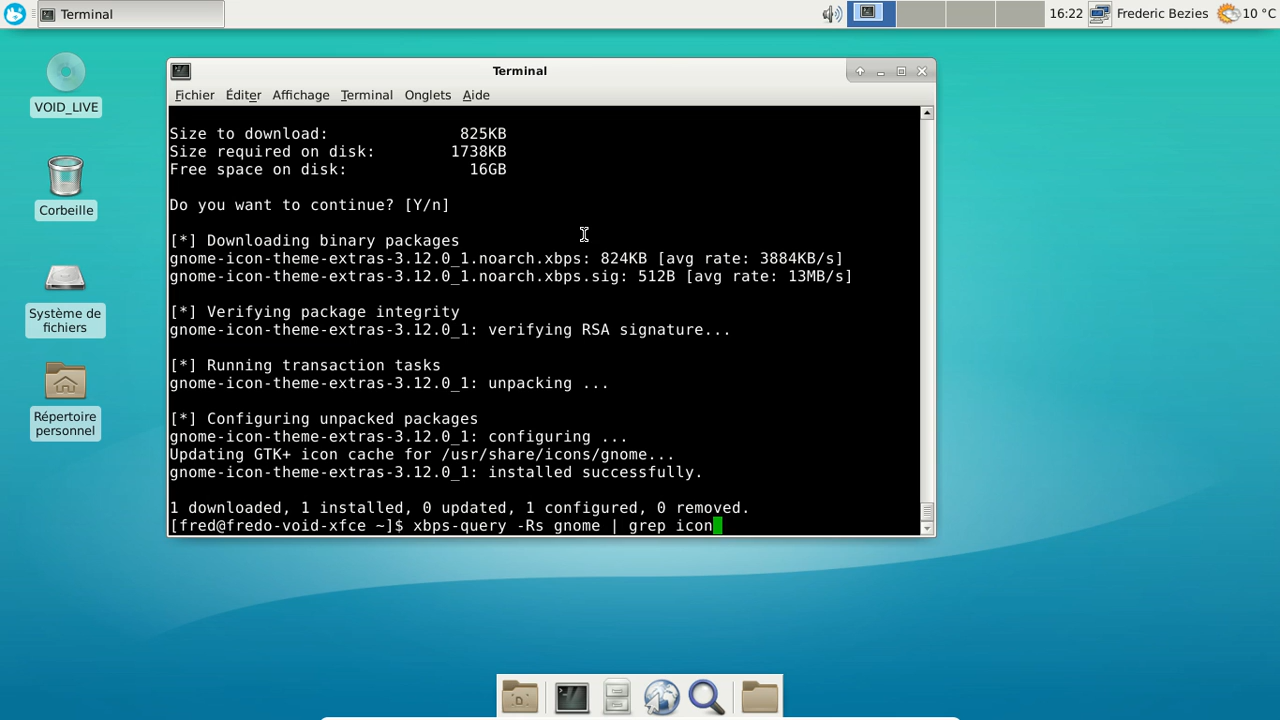 Terminal
16:22
Frederic Bezies
10 °C
VOID_LIVE
Corbeille
Système de
fichiers
Répertoire
personnel
Terminal
Fichier Éditer Affichage Terminal Onglets Aide
Size to download: 825KB
Size required on disk: 1738KB
Free space on disk: 16GB
Do you want to continue? [Y/n]
[*] Downloading binary packages
gnome-icon-theme-extras-3.12.0_1.noarch.xbps: 824KB [avg rate: 3884KB/s]
gnome-icon-theme-extras-3.12.0_1.noarch.xbps.sig: 512B [avg rate: 13MB/s]
[*] Verifying package integrity
gnome-icon-theme-extras-3.12.0_1: verifying RSA signature...
[*] Running transaction tasks
gnome-icon-theme-extras-3.12.0_1: unpacking ...
[*] Configuring unpacked packages
gnome-icon-theme-extras-3.12.0_1: configuring ...
Updating GTK+ icon cache for /usr/share/icons/gnome...
gnome-icon-theme-extras-3.12.0_1: installed successfully.
1 downloaded, 1 installed, 0 updated, 1 configured, 0 removed.
[fred@fredo-void-xfce ~]$ xbps-query -Rs gnome | grep icon